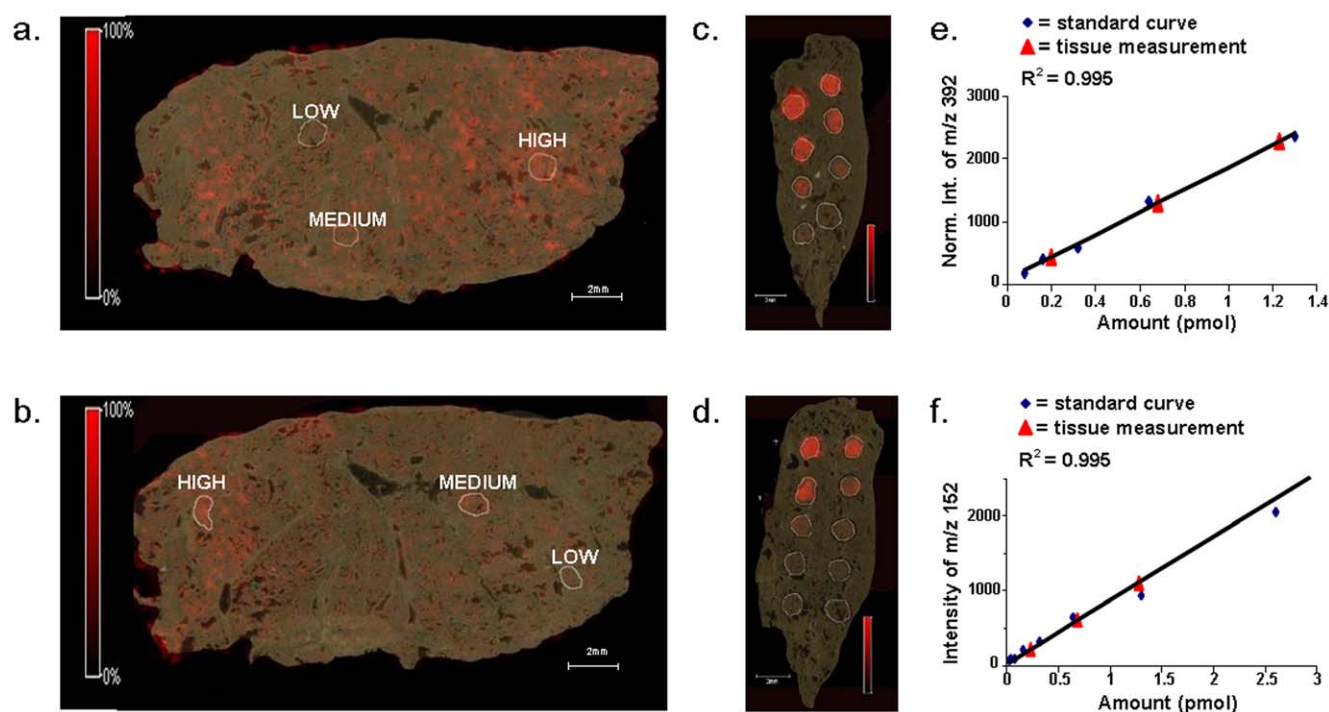 a.
100%
LOW
HIGH
MEDIUM
0%
2mm
c.
e.
◆ = standard curve
▲ = tissue measurement
R² = 0.995
Norm. Int. of m/z 392
3000
2000
1000
0
0 0.2 0.4 0.6 0.8 1 1.2 1.4
Amount (pmol)
b.
100%
HIGH
MEDIUM
LOW
0%
2mm
d.
f.
◆ = standard curve
▲ = tissue measurement
R² = 0.995
Intensity of m/z 152
2000
1000
0
0 0.5 1 1.5 2 2.5 3
Amount (pmol)